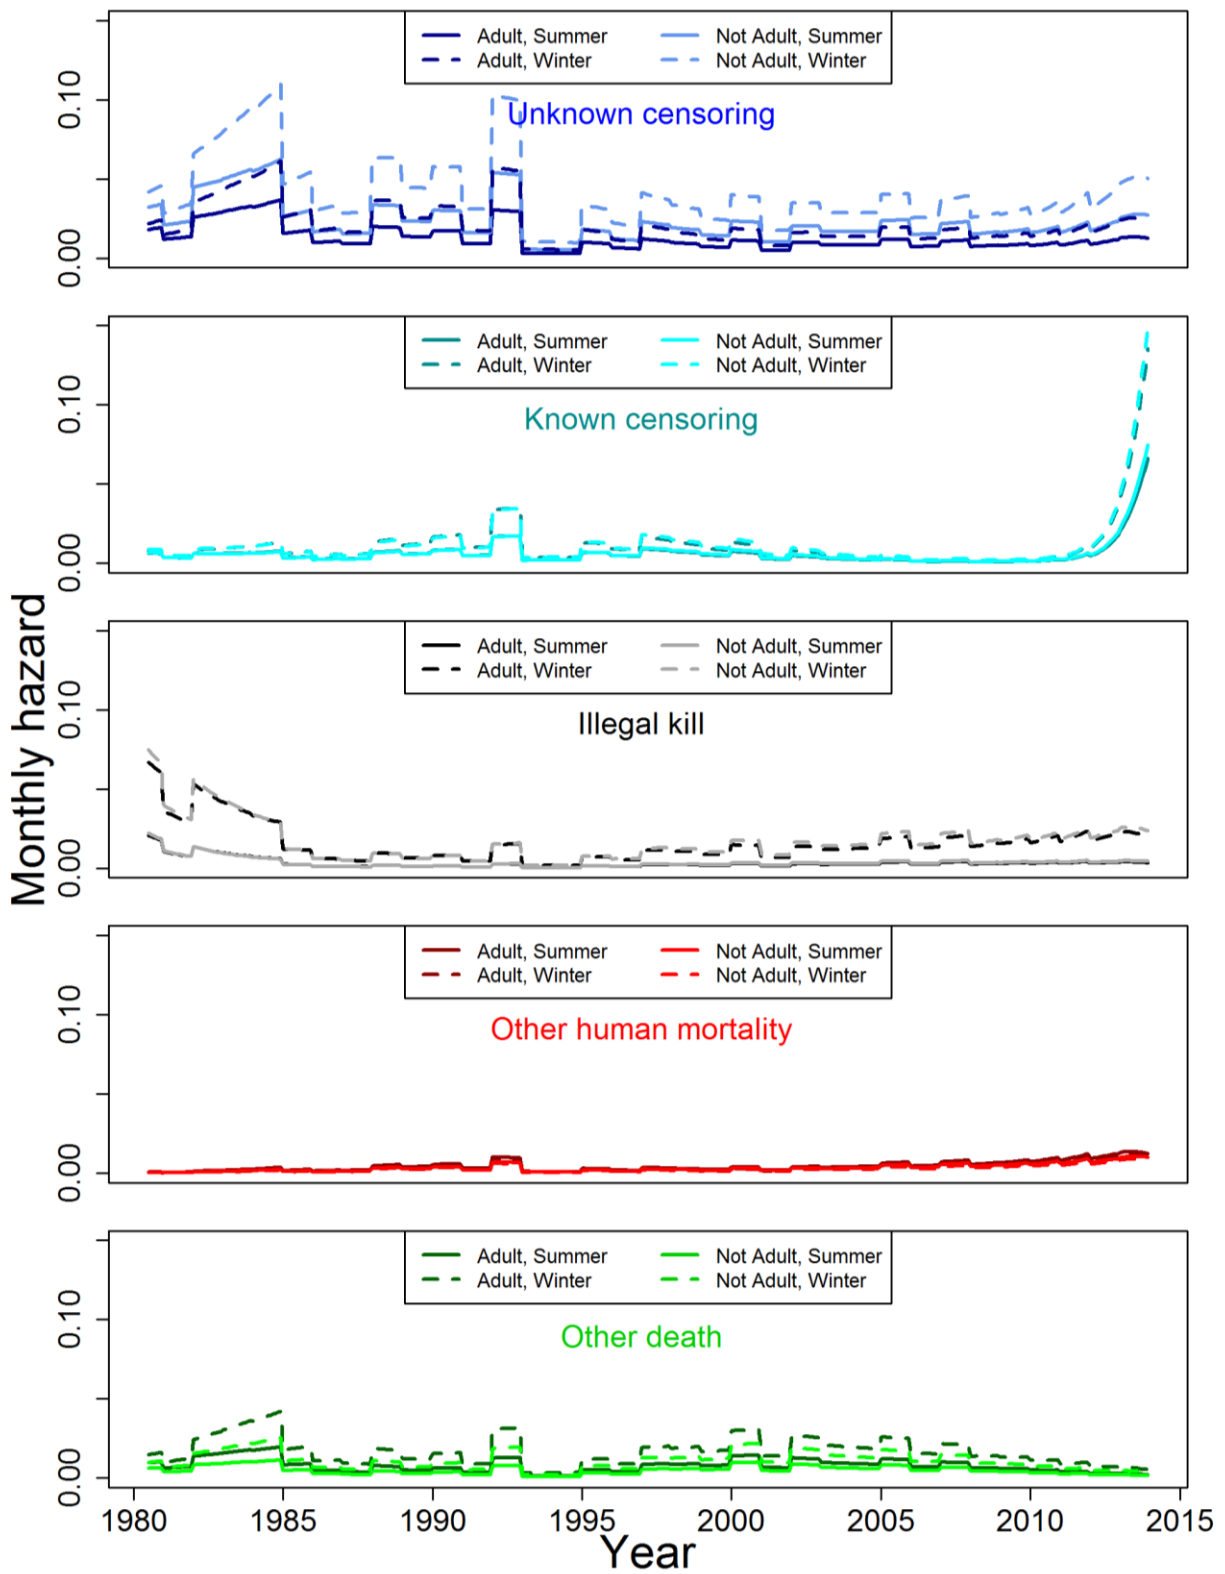 Adult, Summer Not Adult, Summer
Adult, Winter Not Adult, Winter
Unknown censoring
0.10
0.00
Adult, Summer Not Adult, Summer
Adult, Winter Not Adult, Winter
Known censoring
0.10
0.00
Monthly hazard
Adult, Summer Not Adult, Summer
Adult, Winter Not Adult, Winter
Illegal kill
0.10
0.00
Adult, Summer Not Adult, Summer
Adult, Winter Not Adult, Winter
Other human mortality
0.10
0.00
Adult, Summer Not Adult, Summer
Adult, Winter Not Adult, Winter
Other death
0.10
0.00
1980 1985 1990 1995 2000 2005 2010 2015
Year